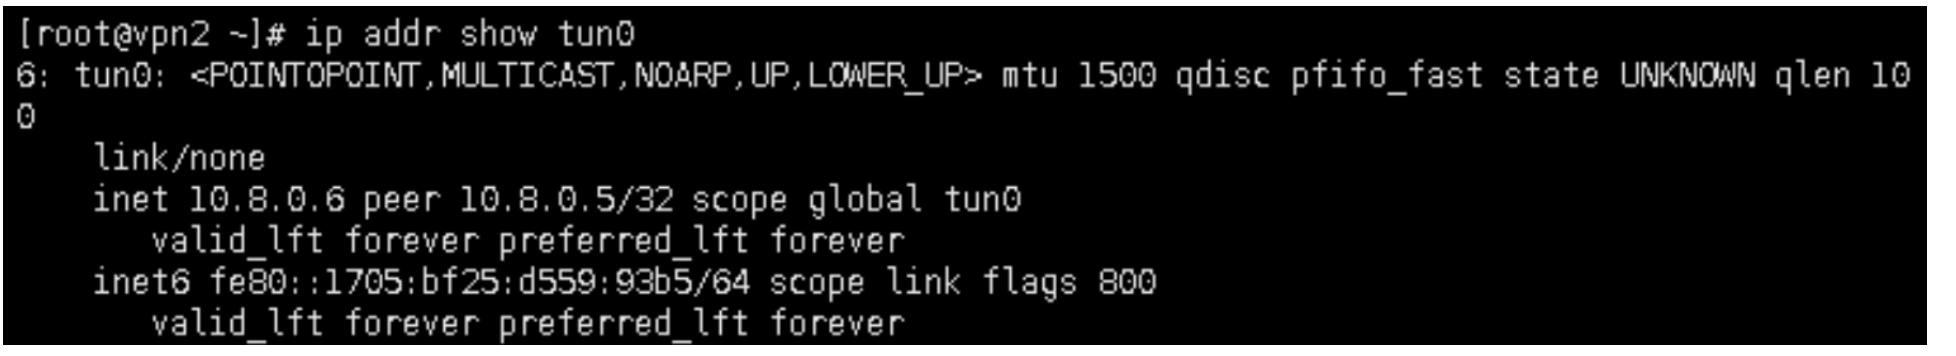 [root@vpn2 ~]# ip addr show tun0
6: tun0: <POINTOPOINT,MULTICAST,NOARP,UP,LOWER_UP> mtu 1500 qdisc pfifo_fast state UNKNOWN qlen 10
0
    link/none
    inet 10.8.0.6 peer 10.8.0.5/32 scope global tun0
       valid_lft forever preferred_lft forever
    inet6 fe80::1705:bf25:d559:93b5/64 scope link flags 800
       valid_lft forever preferred_lft forever